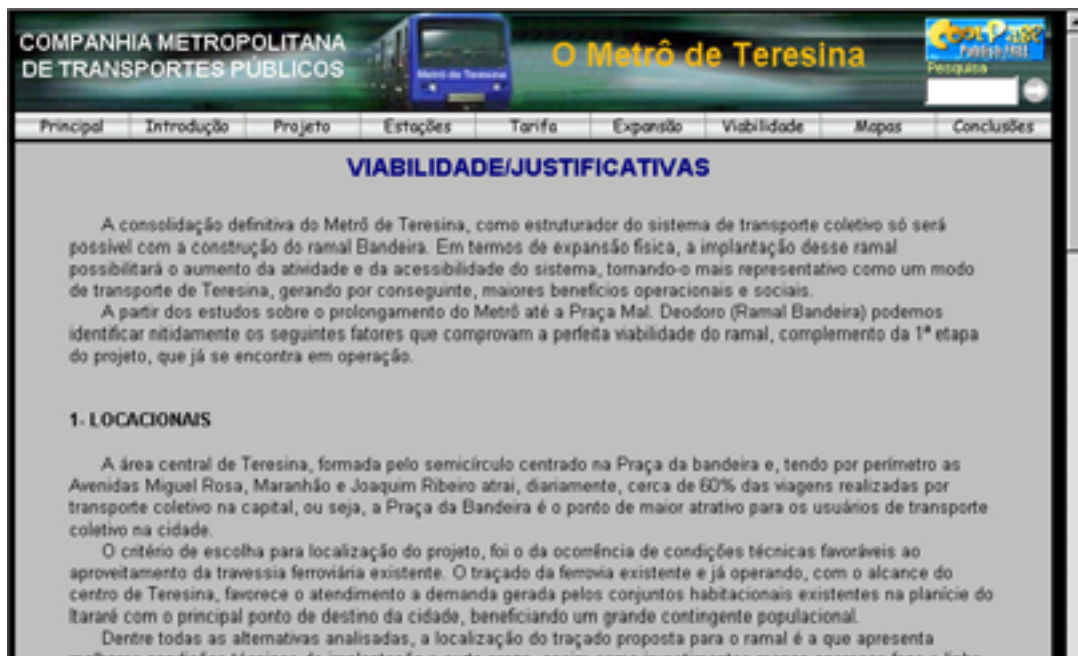 COMPANHIA METROPOLITANA
DE TRANSPORTES PÚBLICOS
Metrô de Teresina
O Metrô de Teresina
Pesquisa
Principal Introdução Projeto Estações Tarifa Expansão Viabilidade Mapas Conclusões
VIABILIDADE/JUSTIFICATIVAS
A consolidação definitiva do Metrô de Teresina, como estruturador do sistema de transporte coletivo só será
possível com a construção do ramal Bandeira. Em termos de expansão física, a implantação desse ramal
possibilitará o aumento da atividade e da acessibilidade do sistema, tornando-o mais representativo como um modo
de transporte de Teresina, gerando por conseguinte, maiores benefícios operacionais e sociais.
A partir dos estudos sobre o prolongamento do Metrô até a Praça Mal. Deodoro (Ramal Bandeira) podemos
identificar nitidamente os seguintes fatores que comprovam a perfeita viabilidade do ramal, complemento da 1ª etapa
do projeto, que já se encontra em operação.
1- LOCACIONAIS
A área central de Teresina, formada pelo semicírculo centrado na Praça da bandeira e, tendo por perímetro as
Avenidas Miguel Rosa, Maranhão e Joaquim Ribeiro atrai, diariamente, cerca de 60% das viagens realizadas por
transporte coletivo na capital, ou seja, a Praça da Bandeira é o ponto de maior atrativo para os usuários de transporte
coletivo na cidade.
O critério de escolha para localização do projeto, foi o da ocorrência de condições técnicas favoráveis ao
aproveitamento da travessia ferroviária existente. O traçado da ferrovia existente e já operando, com o alcance do
centro de Teresina, favorece o atendimento a demanda gerada pelos conjuntos habitacionais existentes na planície do
Itararé com o principal ponto de destino da cidade, beneficiando um grande contingente populacional.
Dentre todas as alternativas analisadas, a localização do traçado proposta para o ramal é a que apresenta